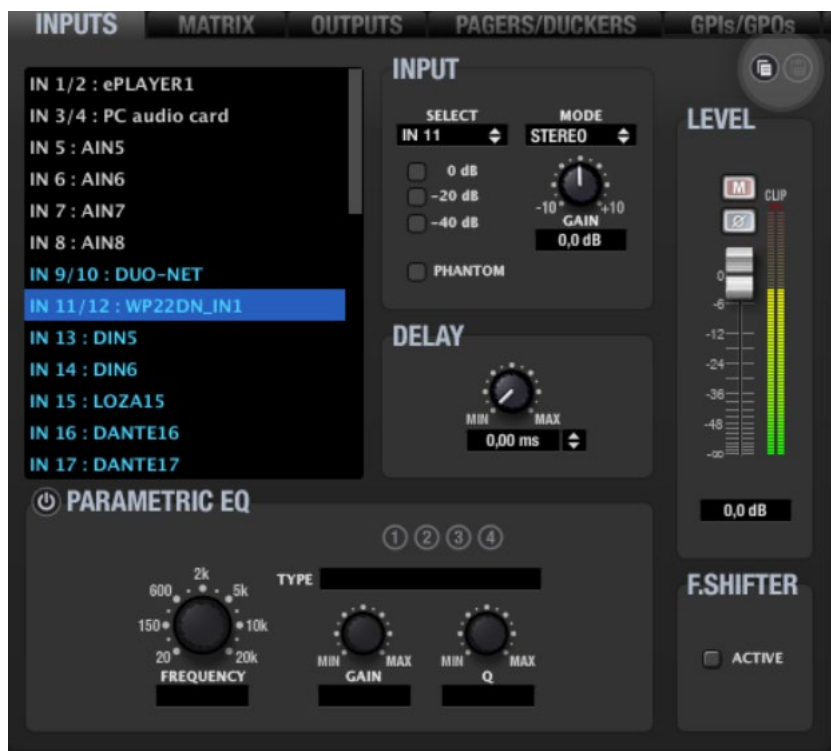 INPUTS MATRIX OUTPUTS PAGERS/DUCKERS GPIs/GPOs
IN 1/2 : ePLAYER1
IN 3/4 : PC audio card
IN 5 : AIN5
IN 6 : AIN6
IN 7 : AIN7
IN 8 : AIN8
IN 9/10 : DUO-NET
IN 11/12 : WP22DN_IN1
IN 13 : DIN5
IN 14 : DIN6
IN 15 : LOZA15
IN 16 : DANTE16
IN 17 : DANTE17
INPUT
SELECT MODE
IN 11 STEREO
0 dB
-20 dB
-40 dB
-10 +10
GAIN
0,0 dB
PHANTOM
DELAY
MIN MAX
0,00 ms
LEVEL
M CLIP
Ø
0
-6
-12
-24
-36
-48
-∞
0,0 dB
PARAMETRIC EQ
1 2 3 4
TYPE
2k
600 5k
150 10k
20 20k
FREQUENCY
MIN MAX
GAIN
MIN MAX
Q
F.SHIFTER
ACTIVE